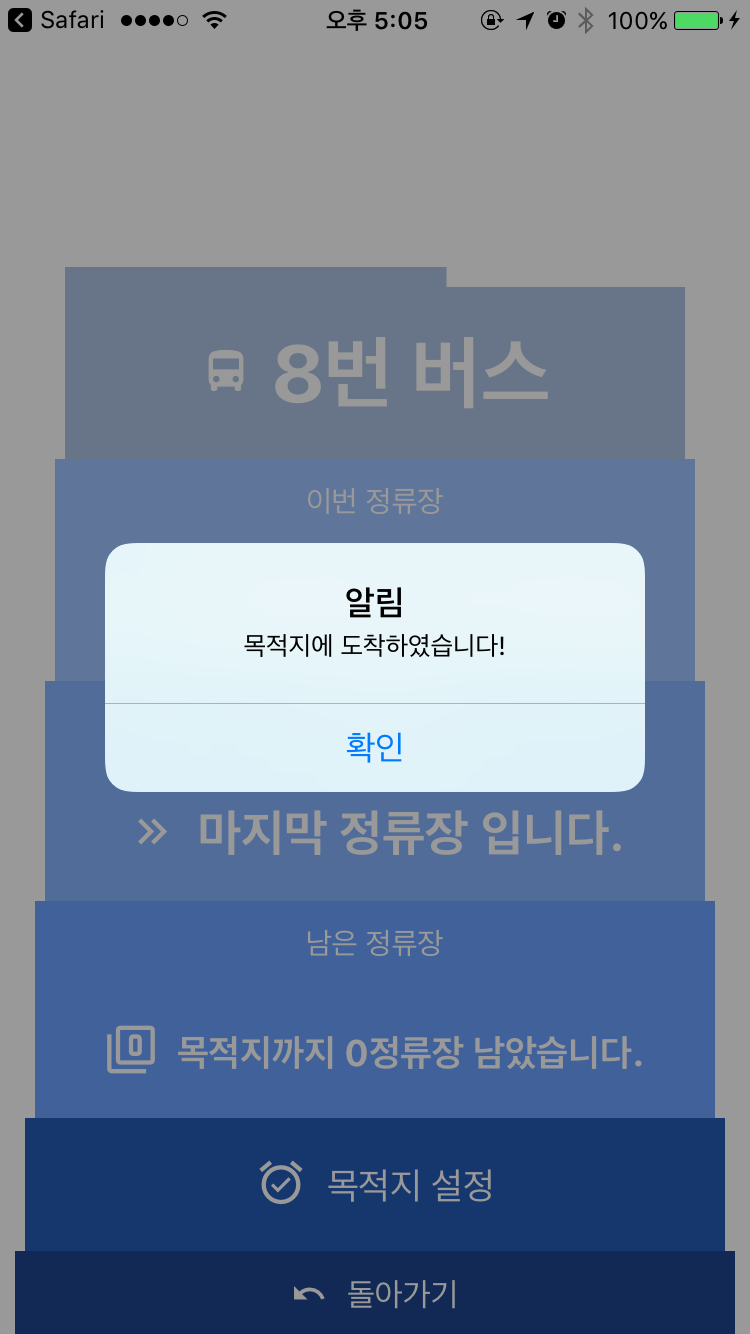 Safari 오후 5:05 100%
8번 버스
이번 정류장
알림
목적지에 도착하였습니다!
확인
마지막 정류장 입니다.
남은 정류장
0 목적지까지 0정류장 남았습니다.
목적지 설정
돌아가기